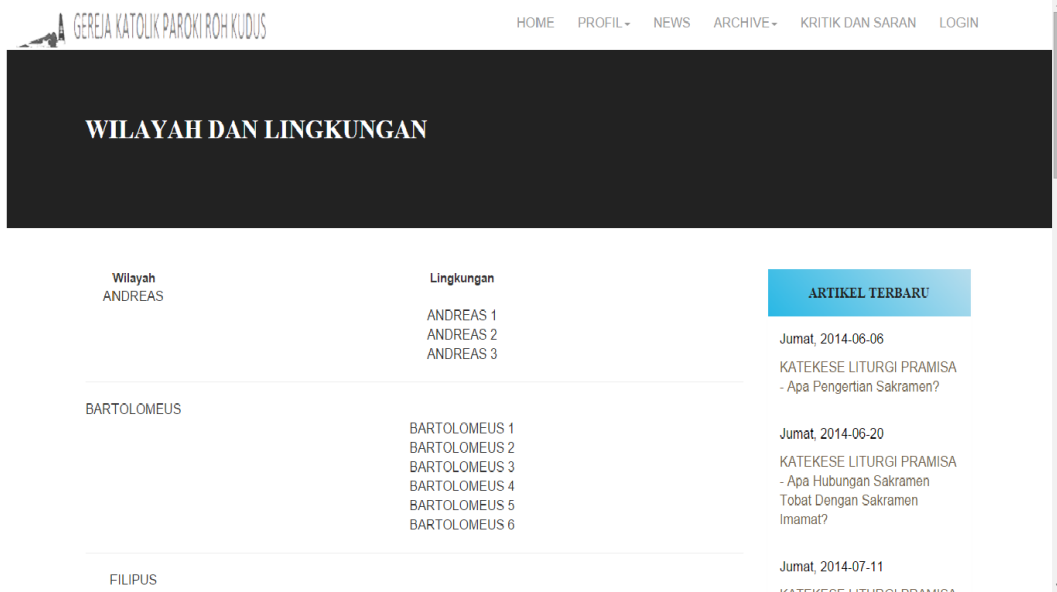 GEREJA KATOLIK PAROKI ROH KUDUS
HOME PROFIL NEWS ARCHIVE KRITIK DAN SARAN LOGIN
WILAYAH DAN LINGKUNGAN
Wilayah Lingkungan
ANDREAS
ANDREAS 1
ANDREAS 2
ANDREAS 3
BARTOLOMEUS
BARTOLOMEUS 1
BARTOLOMEUS 2
BARTOLOMEUS 3
BARTOLOMEUS 4
BARTOLOMEUS 5
BARTOLOMEUS 6
FILIPUS
ARTIKEL TERBARU
Jumat, 2014-06-06
KATEKESE LITURGI PRAMISA
- Apa Pengertian Sakramen?
Jumat, 2014-06-20
KATEKESE LITURGI PRAMISA
- Apa Hubungan Sakramen
Tobat Dengan Sakramen
Imamat?
Jumat, 2014-07-11
KATEKESE LITURGI PRAMISA